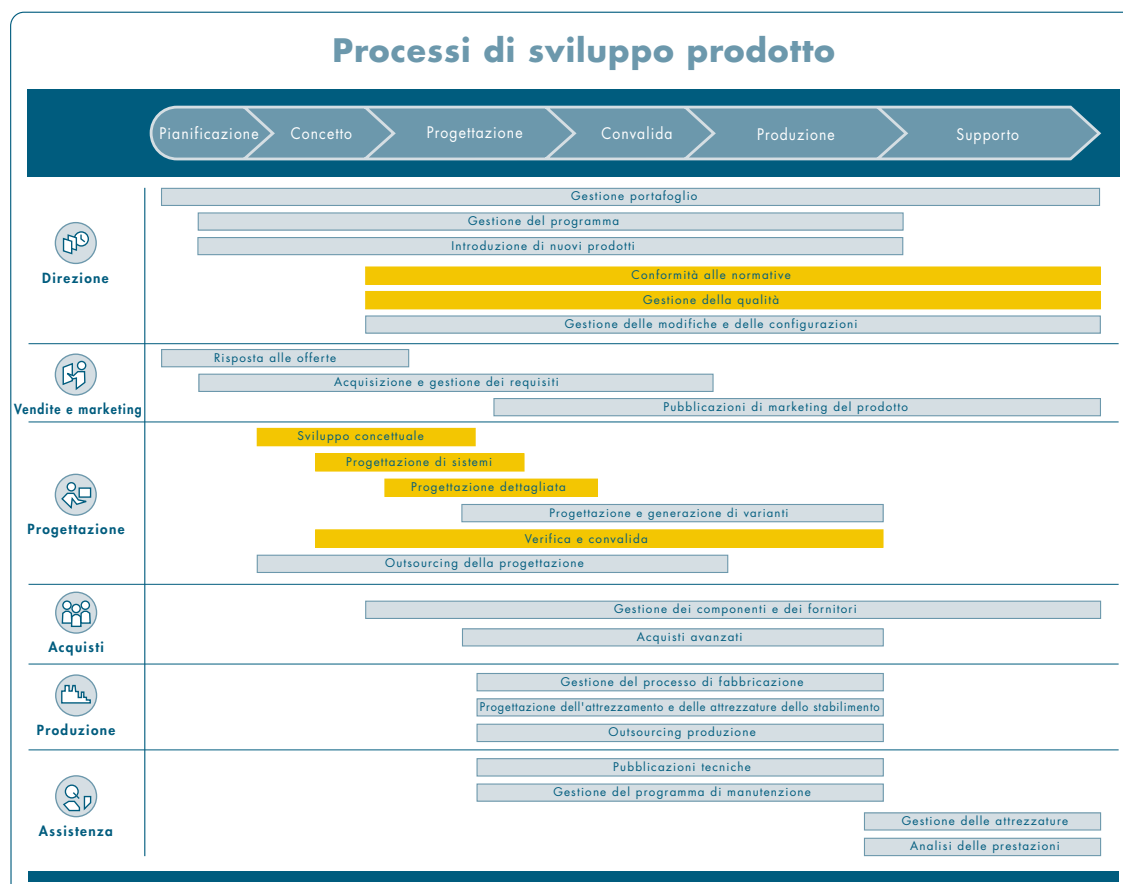 Processi di sviluppo prodotto
Pianificazione
Concetto
Progettazione
Convalida
Produzione
Supporto
Direzione
Gestione portafoglio
Gestione del programma
Introduzione di nuovi prodotti
Conformità alle normative
Gestione della qualità
Gestione delle modifiche e delle configurazioni
Vendite e marketing
Risposta alle offerte
Acquisizione e gestione dei requisiti
Pubblicazioni di marketing del prodotto
Progettazione
Sviluppo concettuale
Progettazione di sistemi
Progettazione dettagliata
Progettazione e generazione di varianti
Verifica e convalida
Outsourcing della progettazione
Acquisti
Gestione dei componenti e dei fornitori
Acquisti avanzati
Produzione
Gestione del processo di fabbricazione
Progettazione dell'attrezzamento e delle attrezzature dello stabilimento
Outsourcing produzione
Assistenza
Pubblicazioni tecniche
Gestione del programma di manutenzione
Gestione delle attrezzature
Analisi delle prestazioni